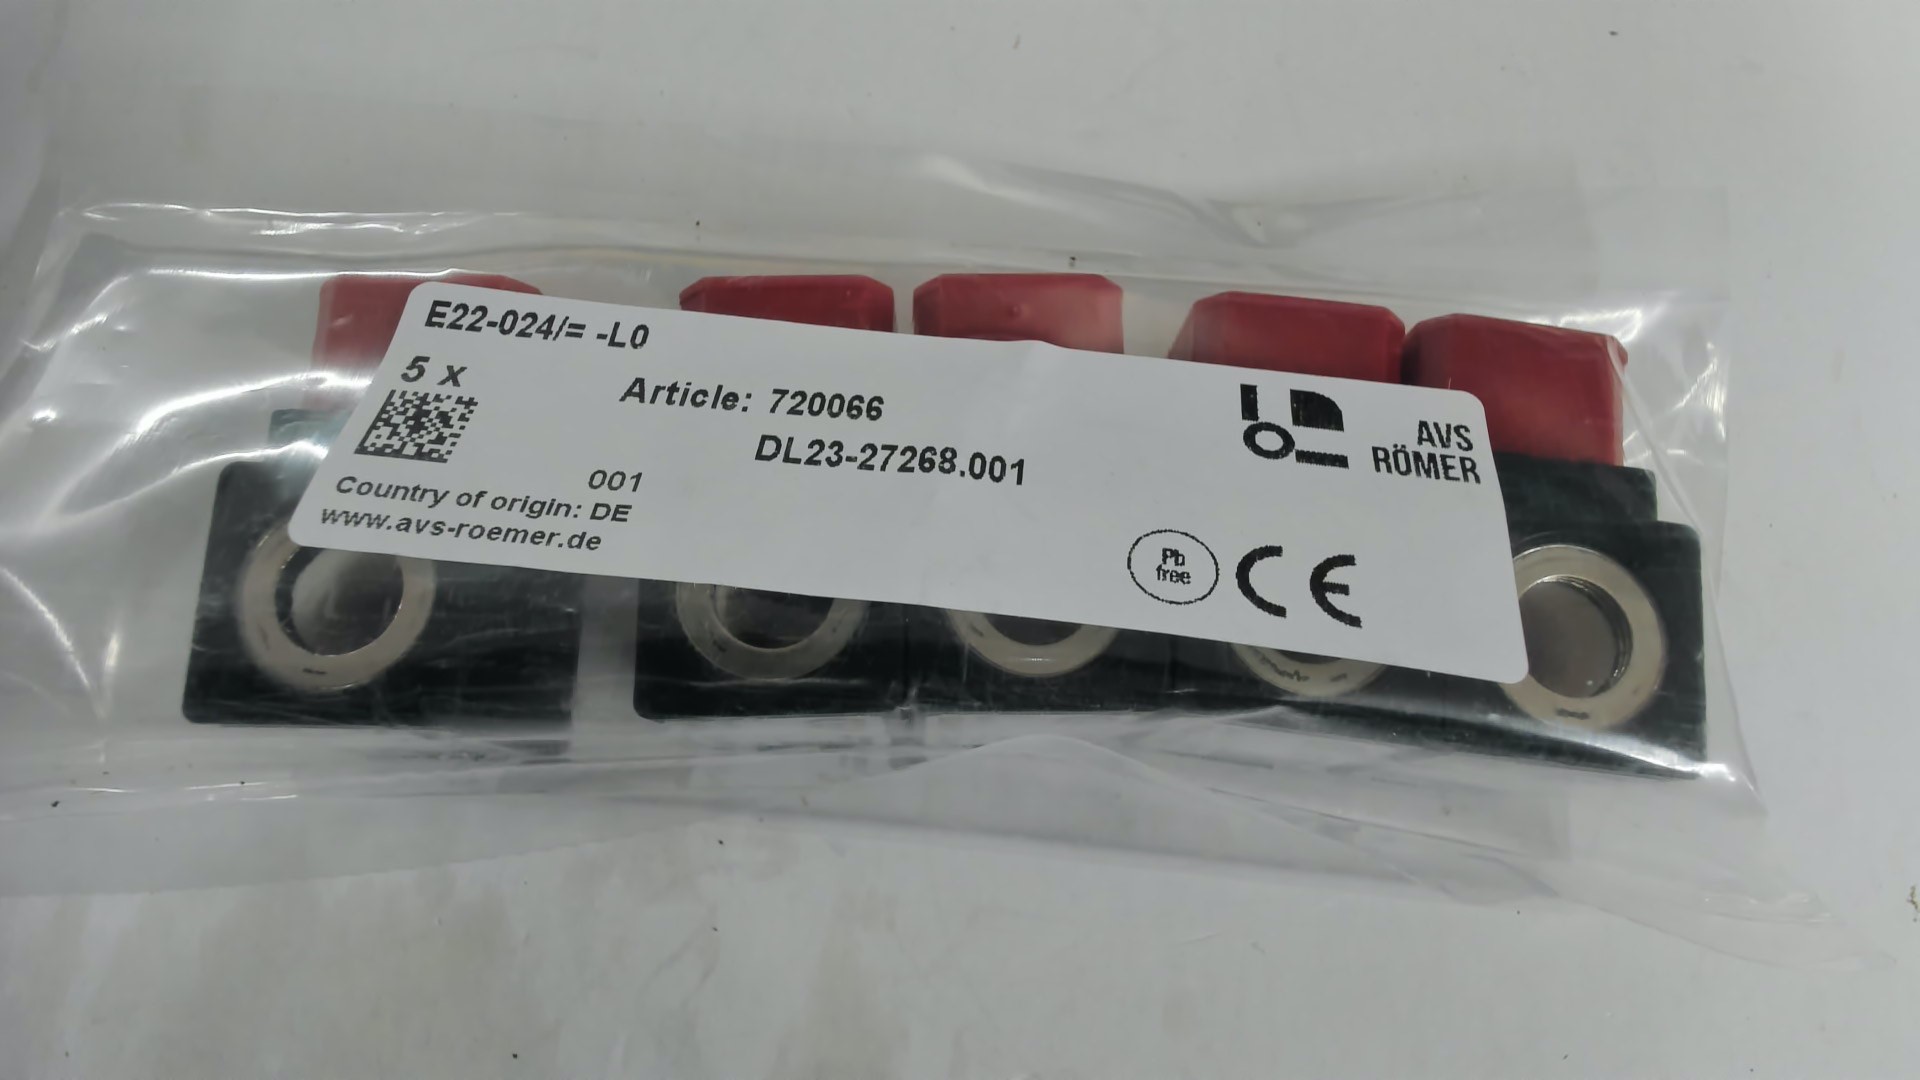 E22-024/= -L0
5 x
Article: 720066
DL23-27268.001
001
Country of origin: DE
www.avs-roemer.de
AVS
RÖMER
Pb
free
CE